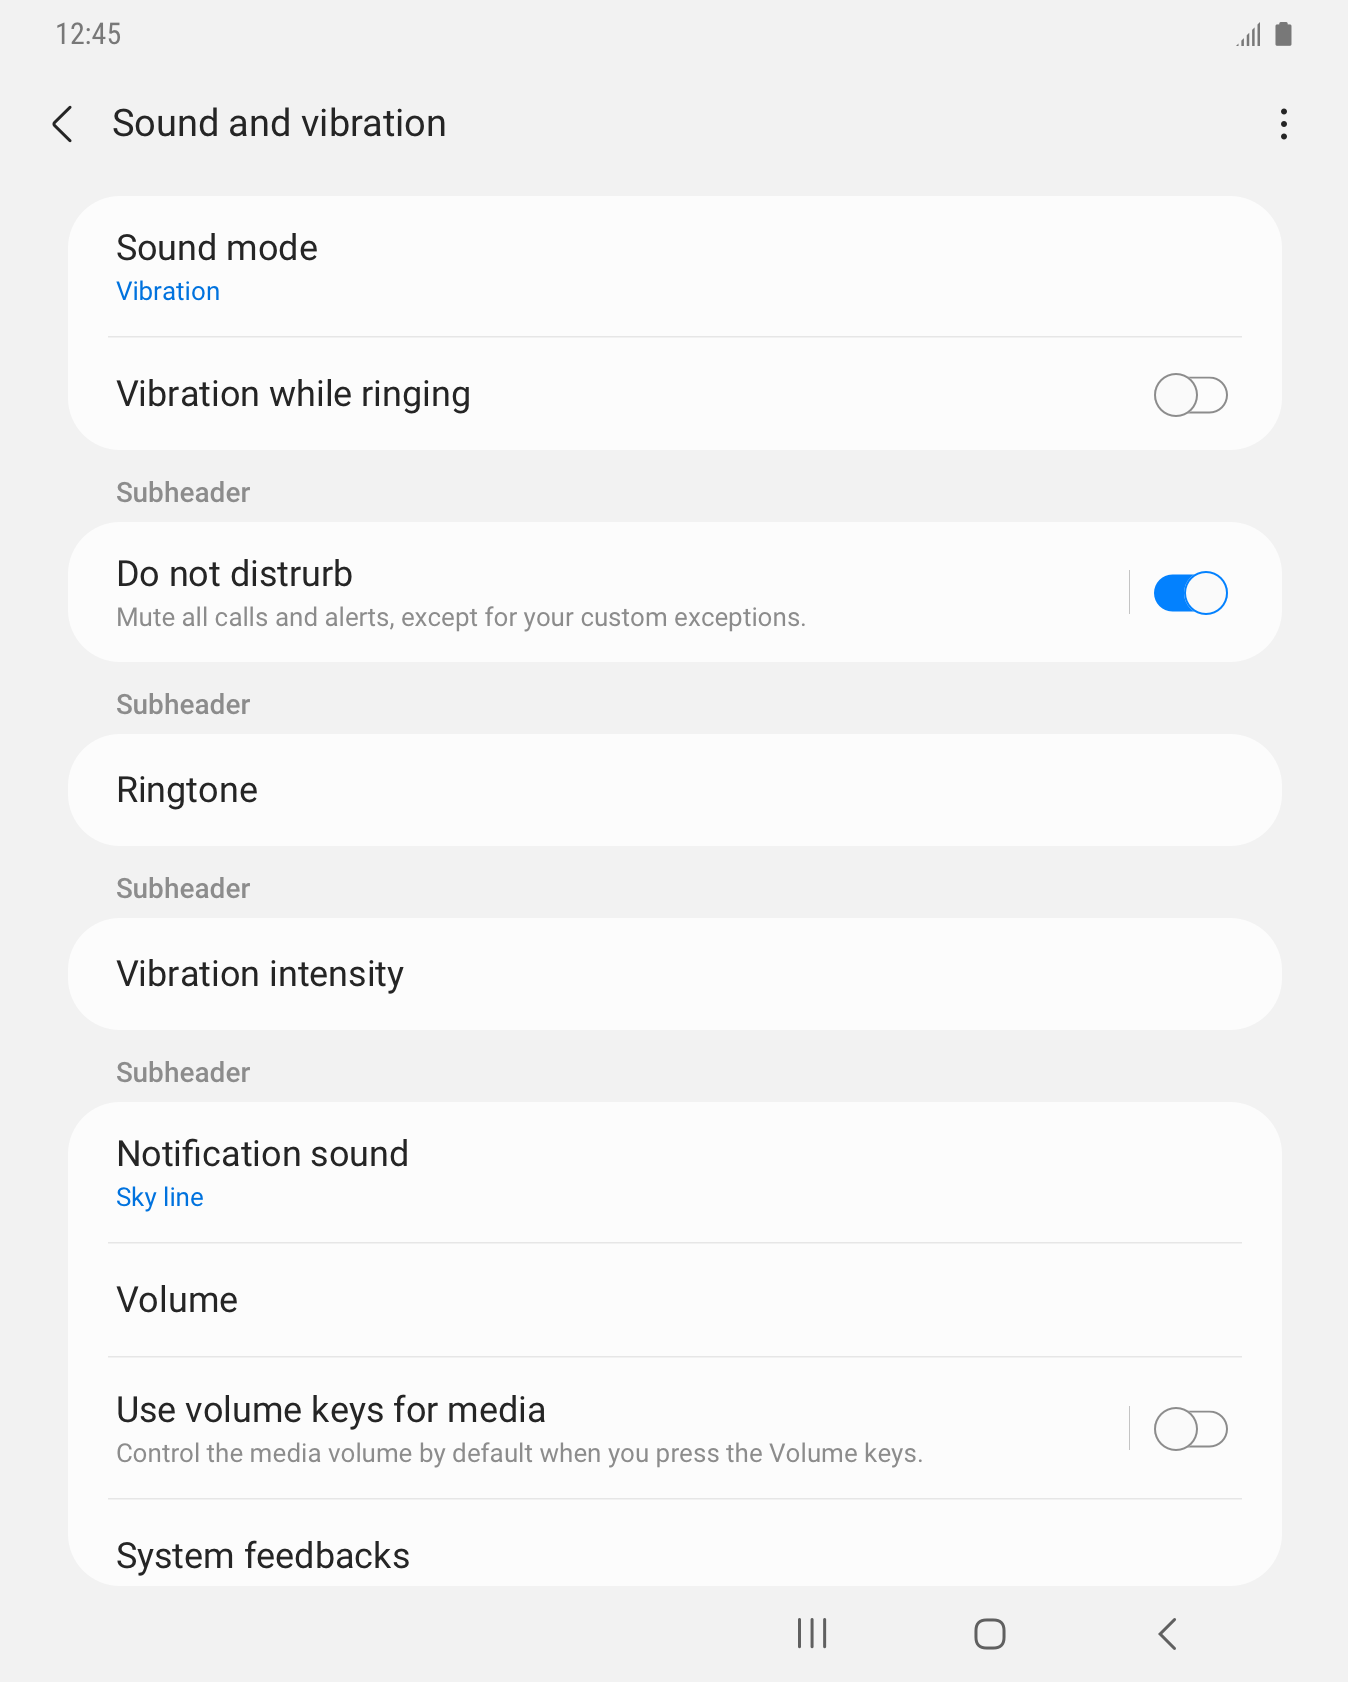 12:45
Sound and vibration
Sound mode
Vibration
Vibration while ringing
Subheader
Do not distrurb
Mute all calls and alerts, except for your custom exceptions.
Subheader
Ringtone
Subheader
Vibration intensity
Subheader
Notification sound
Sky line
Volume
Use volume keys for media
Control the media volume by default when you press the Volume keys.
System feedbacks